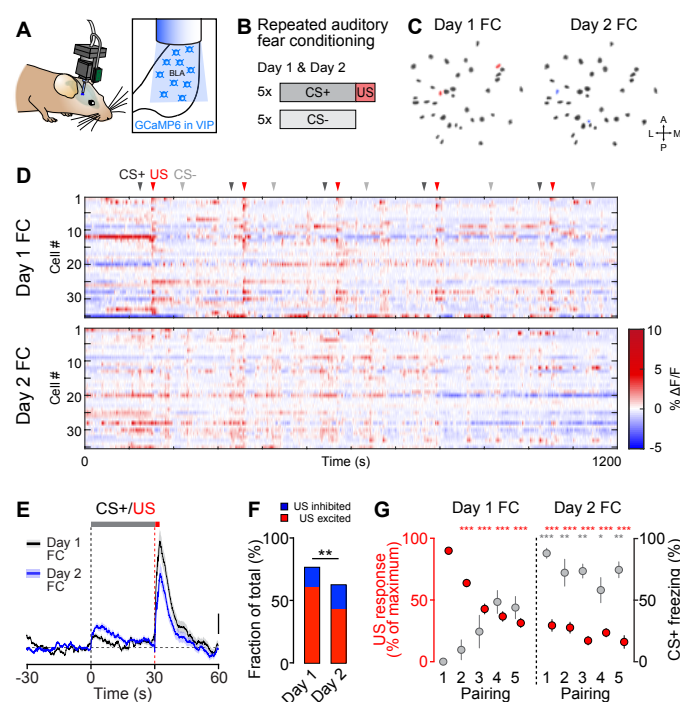 A
BLA
GCaMP6 in VIP
B Repeated auditory
fear conditioning
Day 1 & Day 2
5x CS+ US
5x CS-
C Day 1 FC Day 2 FC
A
L M
P
D
CS+ US CS-
Day 1 FC
Cell #
1
10
20
30
Day 2 FC
Cell #
1
10
20
30
0 Time (s) 1200
10
5
0
-5
% ΔF/F
E CS+/US
Day 1
FC
Day 2
FC
-30 0 30 60
Time (s)
F
US inhibited
US excited
Fraction of total (%)
100
50
0
**
Day 1
Day 2
G Day 1 FC Day 2 FC
*** *** *** *** *** *** *** *** ***
*** ** ** * **
US response
(% of maximum)
100
50
0
100
50
0
CS+ freezing (%)
1 2 3 4 5 1 2 3 4 5
Pairing Pairing